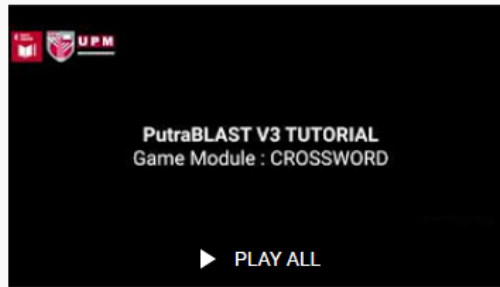 UPM
PutraBLAST V3 TUTORIAL
Game Module : CROSSWORD
PLAY ALL